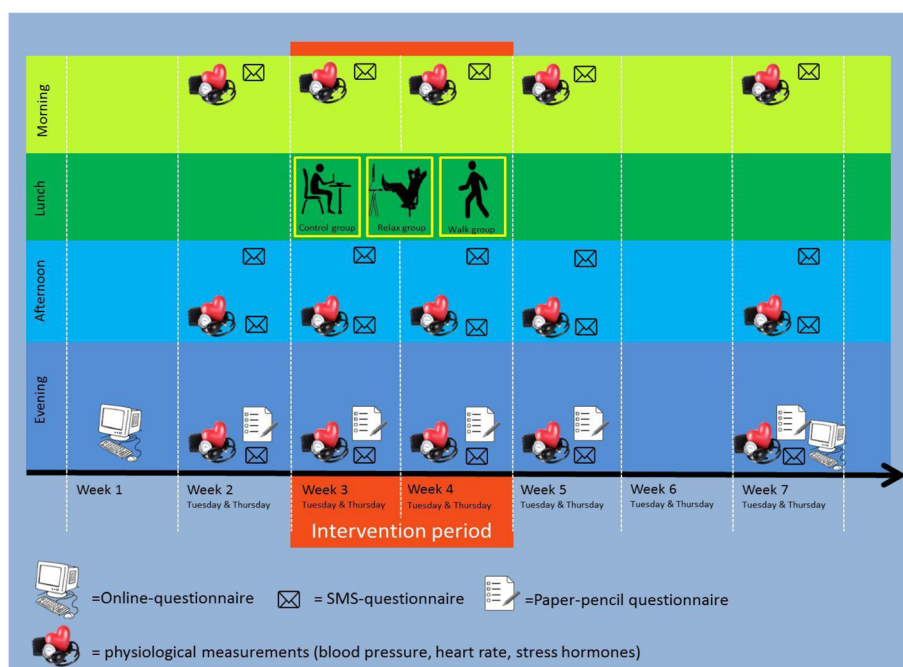 Morning
Lunch
Control group
Relax group
Walk group
Afternoon
Evening
Week 1
Week 2
Tuesday & Thursday
Week 3
Tuesday & Thursday
Week 4
Tuesday & Thursday
Week 5
Tuesday & Thursday
Week 6
Tuesday & Thursday
Week 7
Tuesday & Thursday
Intervention period
=Online-questionnaire
= SMS-questionnaire
=Paper-pencil questionnaire
= physiological measurements (blood pressure, heart rate, stress hormones)